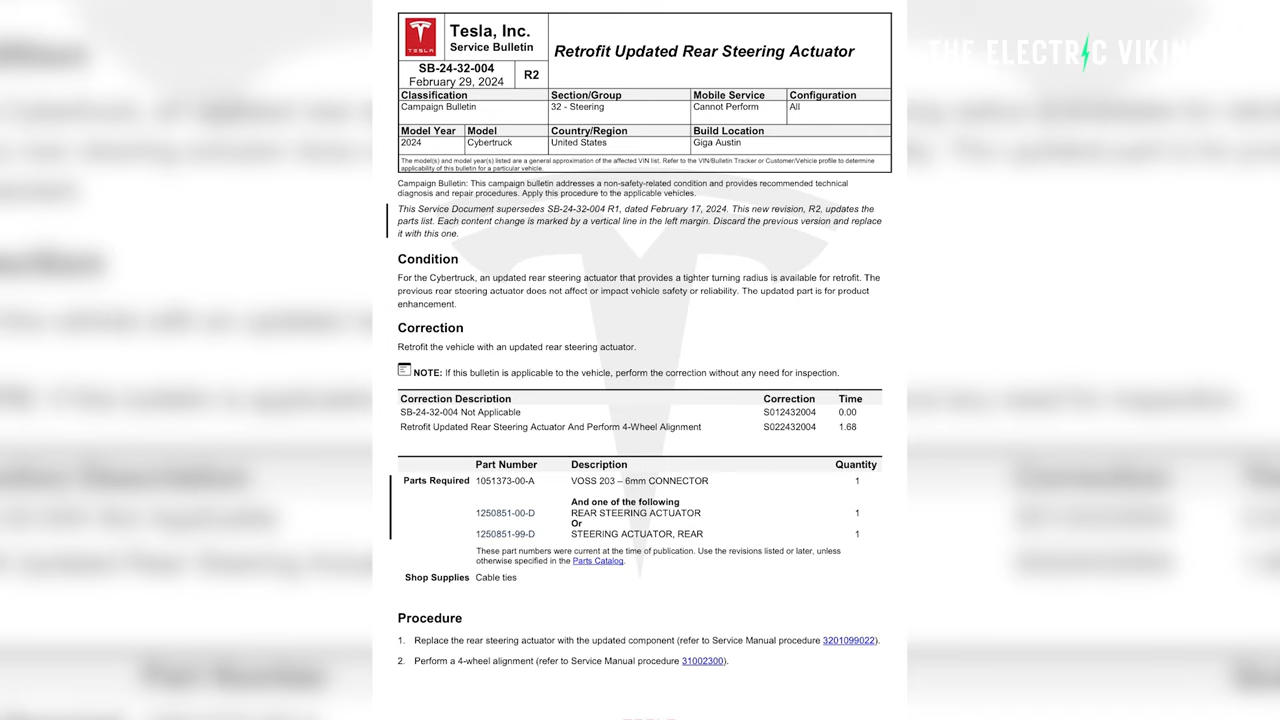 THE ELECTRIC VIKIN
TESLA
Tesla, Inc.
Service Bulletin
Retrofit Updated Rear Steering Actuator
SB-24-32-004
February 29, 2024
R2
Classification Section/Group Mobile Service Configuration
Campaign Bulletin 32 - Steering Cannot Perform All
Model Year Model Country/Region Build Location
2024 Cybertruck United States Giga Austin
The model(s) and model year(s) listed are a general approximation of the affected VIN list. Refer to the VIN/Bulletin Tracker or Customer/Vehicle profile to determine
applicability of this bulletin for a particular vehicle.
Campaign Bulletin: This campaign bulletin addresses a non-safety-related condition and provides recommended technical
diagnosis and repair procedures. Apply this procedure to the applicable vehicles.
This Service Document supersedes SB-24-32-004 R1, dated February 17, 2024. This new revision, R2, updates the
parts list. Each content change is marked by a vertical line in the left margin. Discard the previous version and replace
it with this one.
Condition
For the Cybertruck, an updated rear steering actuator that provides a tighter turning radius is available for retrofit. The
previous rear steering actuator does not affect or impact vehicle safety or reliability. The updated part is for product
enhancement.
Correction
Retrofit the vehicle with an updated rear steering actuator.
NOTE: If this bulletin is applicable to the vehicle, perform the correction without any need for inspection.
Correction Description Correction Time
SB-24-32-004 Not Applicable S012432004 0.00
Retrofit Updated Rear Steering Actuator And Perform 4-Wheel Alignment S022432004 1.68
Part Number Description Quantity
Parts Required 1051373-00-A VOSS 203 – 6mm CONNECTOR 1
And one of the following
1250851-00-D REAR STEERING ACTUATOR 1
Or
1250851-99-D STEERING ACTUATOR, REAR 1
These part numbers were current at the time of publication. Use the revisions listed or later, unless
otherwise specified in the Parts Catalog.
Shop Supplies Cable ties
Procedure
1. Replace the rear steering actuator with the updated component (refer to Service Manual procedure 3201099022).
2. Perform a 4-wheel alignment (refer to Service Manual procedure 31002300).